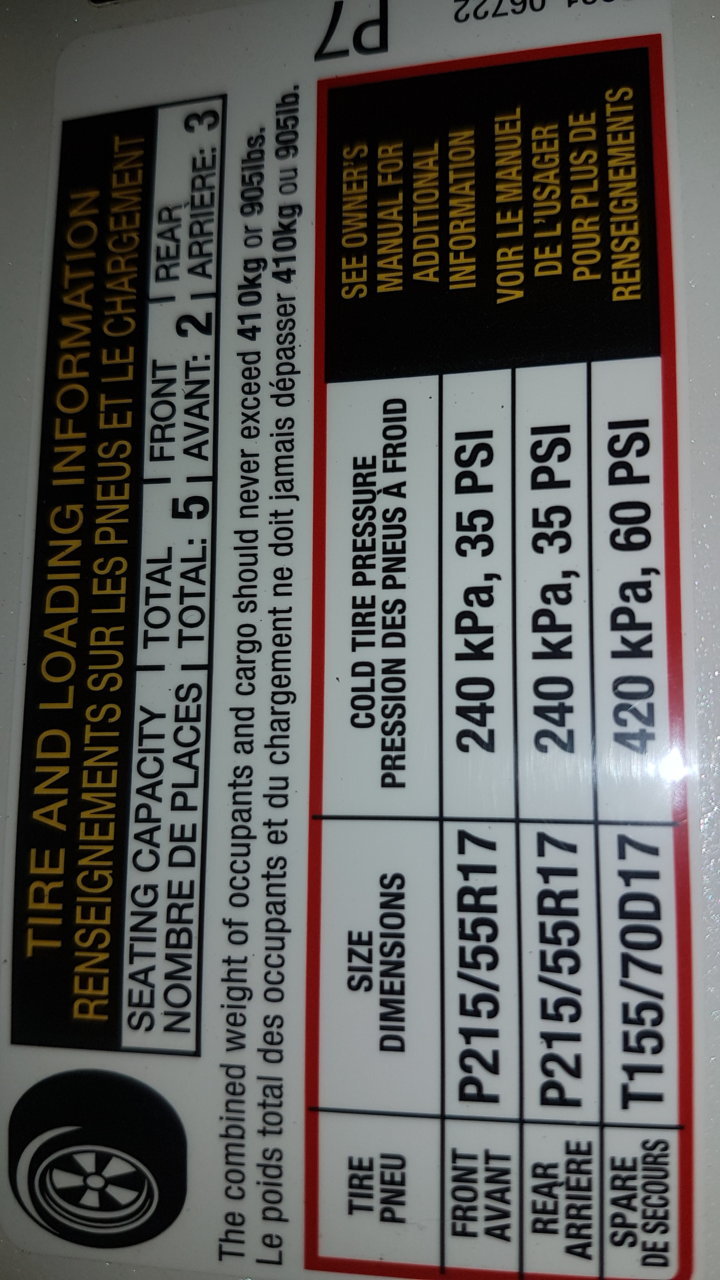 TIRE AND LOADING INFORMATION
RENSEIGNEMENTS SUR LES PNEUS ET LE CHARGEMENT
SEATING CAPACITY | TOTAL | FRONT | REAR
NOMBRE DE PLACES | TOTAL: 5 | AVANT: 2 | ARRIÈRE: 3
The combined weight of occupants and cargo should never exceed 410kg or 905lbs.
Le poids total des occupants et du chargement ne doit jamais dépasser 410kg ou 905lb.
TIRE SIZE COLD TIRE PRESSURE
PNEU DIMENSIONS PRESSION DES PNEUS À FROID
FRONT
AVANT P215/55R17 240 kPa, 35 PSI
REAR
ARRIÈRE P215/55R17 240 kPa, 35 PSI
SPARE
DE SECOURS T155/70D17 420 kPa, 60 PSI
SEE OWNER'S
MANUAL FOR
ADDITIONAL
INFORMATION
VOIR LE MANUEL
DE L'USAGER
POUR PLUS DE
RENSEIGNEMENTS
P7
06722